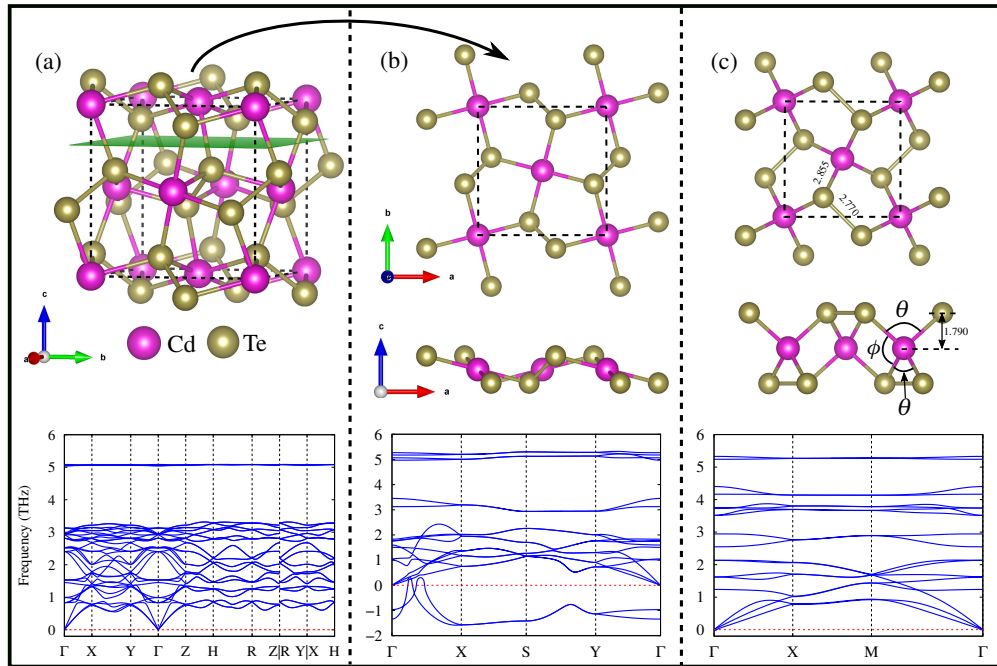 (a)
c
a
b
Cd
Te
Frequency (THz)
6
5
4
3
2
1
0
Γ X Y Γ Z H R Z|R Y|X H
(b)
b
c
a
c
a
6
5
4
3
2
1
0
−1
−2
Γ X S Y Γ
(c)
2.855
2.770
θ
1.790
ϕ
θ
6
5
4
3
2
1
0
Γ X M Γ